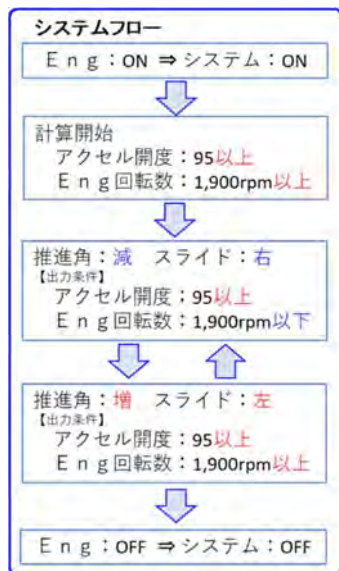 システムフロー
Ｅｎｇ：ON ⇒ システム：ON
計算開始
アクセル開度：95以上
Ｅｎｇ回転数：1,900rpm以上
推進角：減　スライド：右
【出力条件】
アクセル開度：95以上
Ｅｎｇ回転数：1,900rpm以下
推進角：増　スライド：左
【出力条件】
アクセル開度：95以上
Ｅｎｇ回転数：1,900rpm以上
Ｅｎｇ：OFF ⇒ システム：OFF